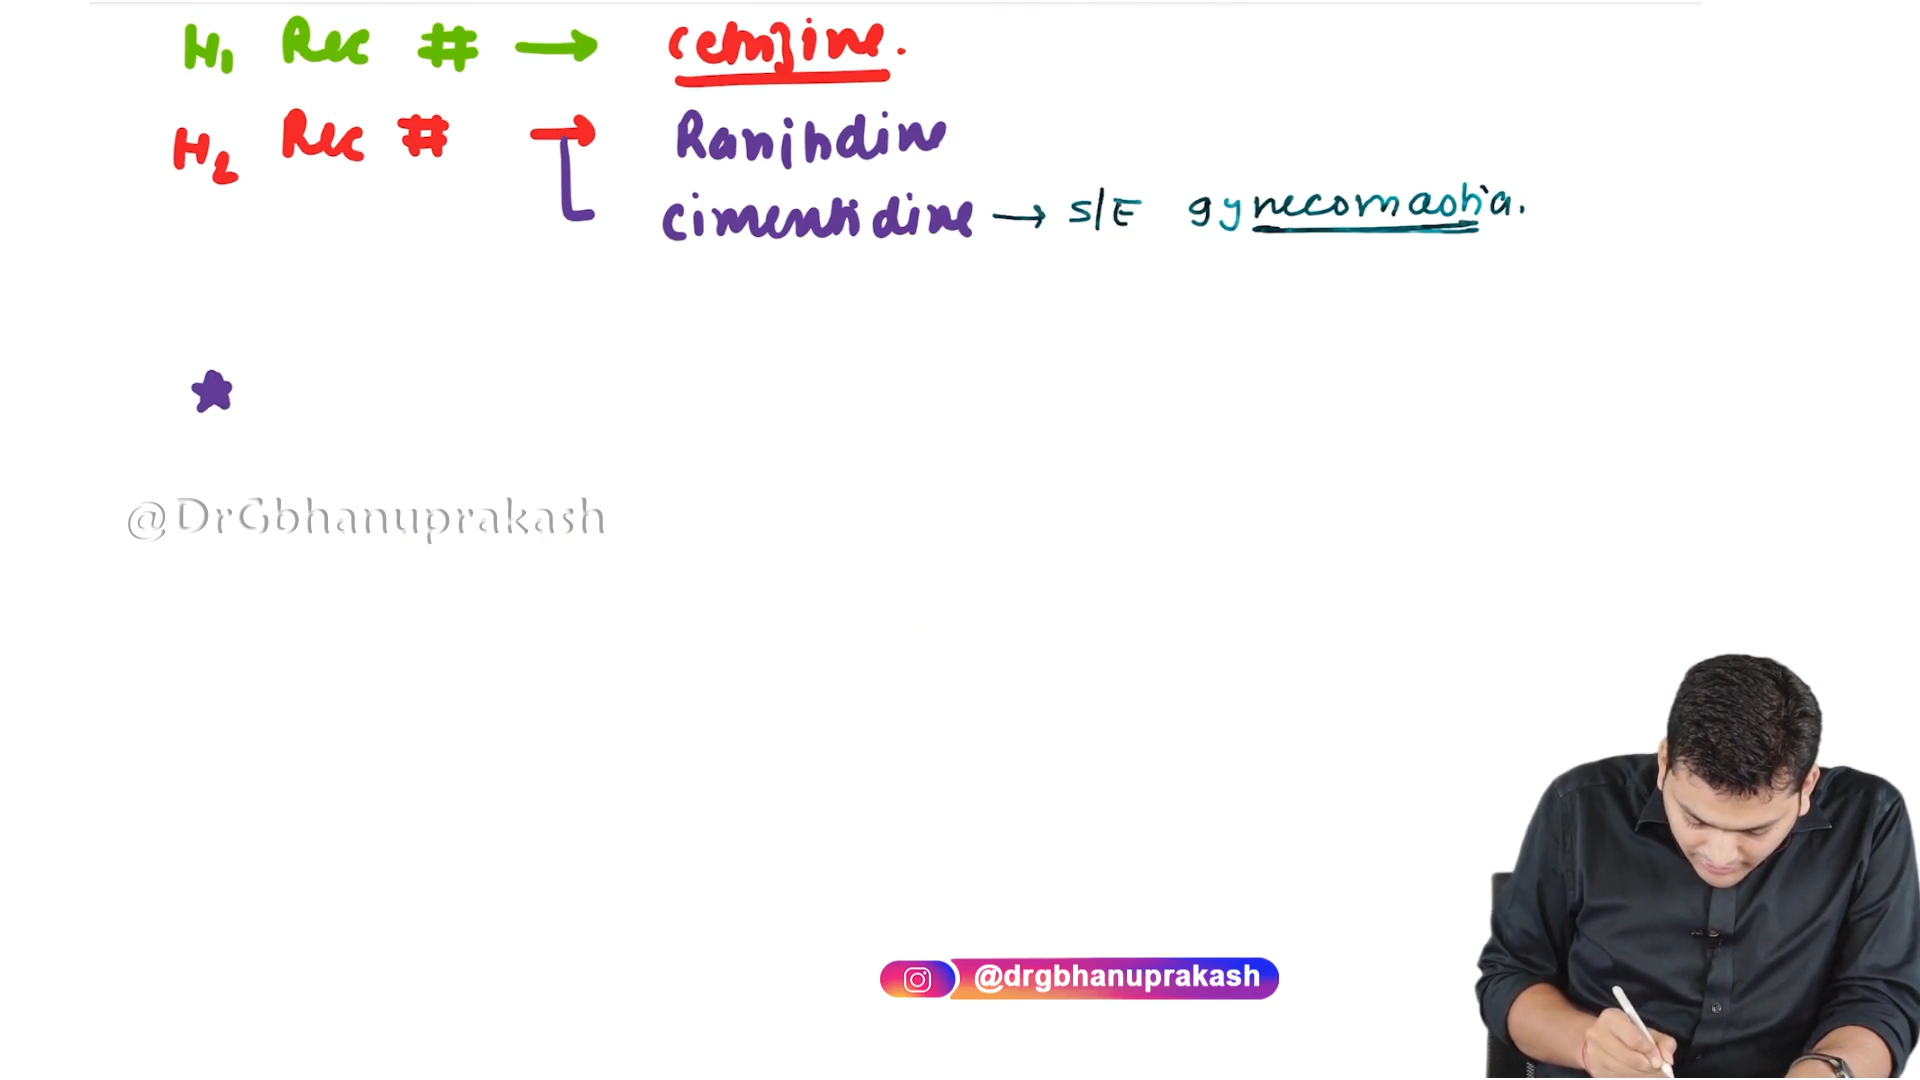 H₁ Rec # → cetrizine.
H₂ Rec # → Ranitidine
cimentidine → S/E gynecomastia.
@DrGbhanuprakash
@drgbhanuprakash